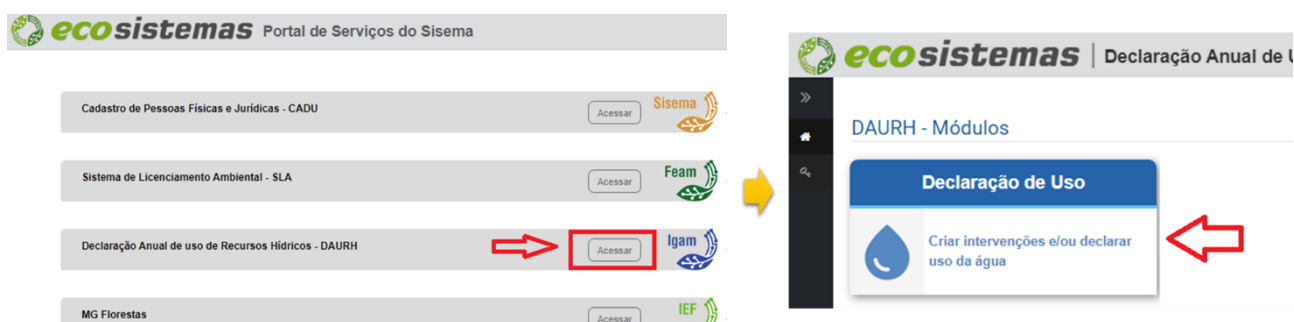 ecosistemas Portal de Serviços do Sisema
Cadastro de Pessoas Físicas e Jurídicas - CADU
Acessar
Sisema
Sistema de Licenciamento Ambiental - SLA
Acessar
Feam
Declaração Anual de uso de Recursos Hídricos - DAURH
Acessar
Igam
MG Florestas
Acessar
IEF
ecosistemas | Declaração Anual de
DAURH - Módulos
Declaração de Uso
Criar intervenções e/ou declarar
uso da água